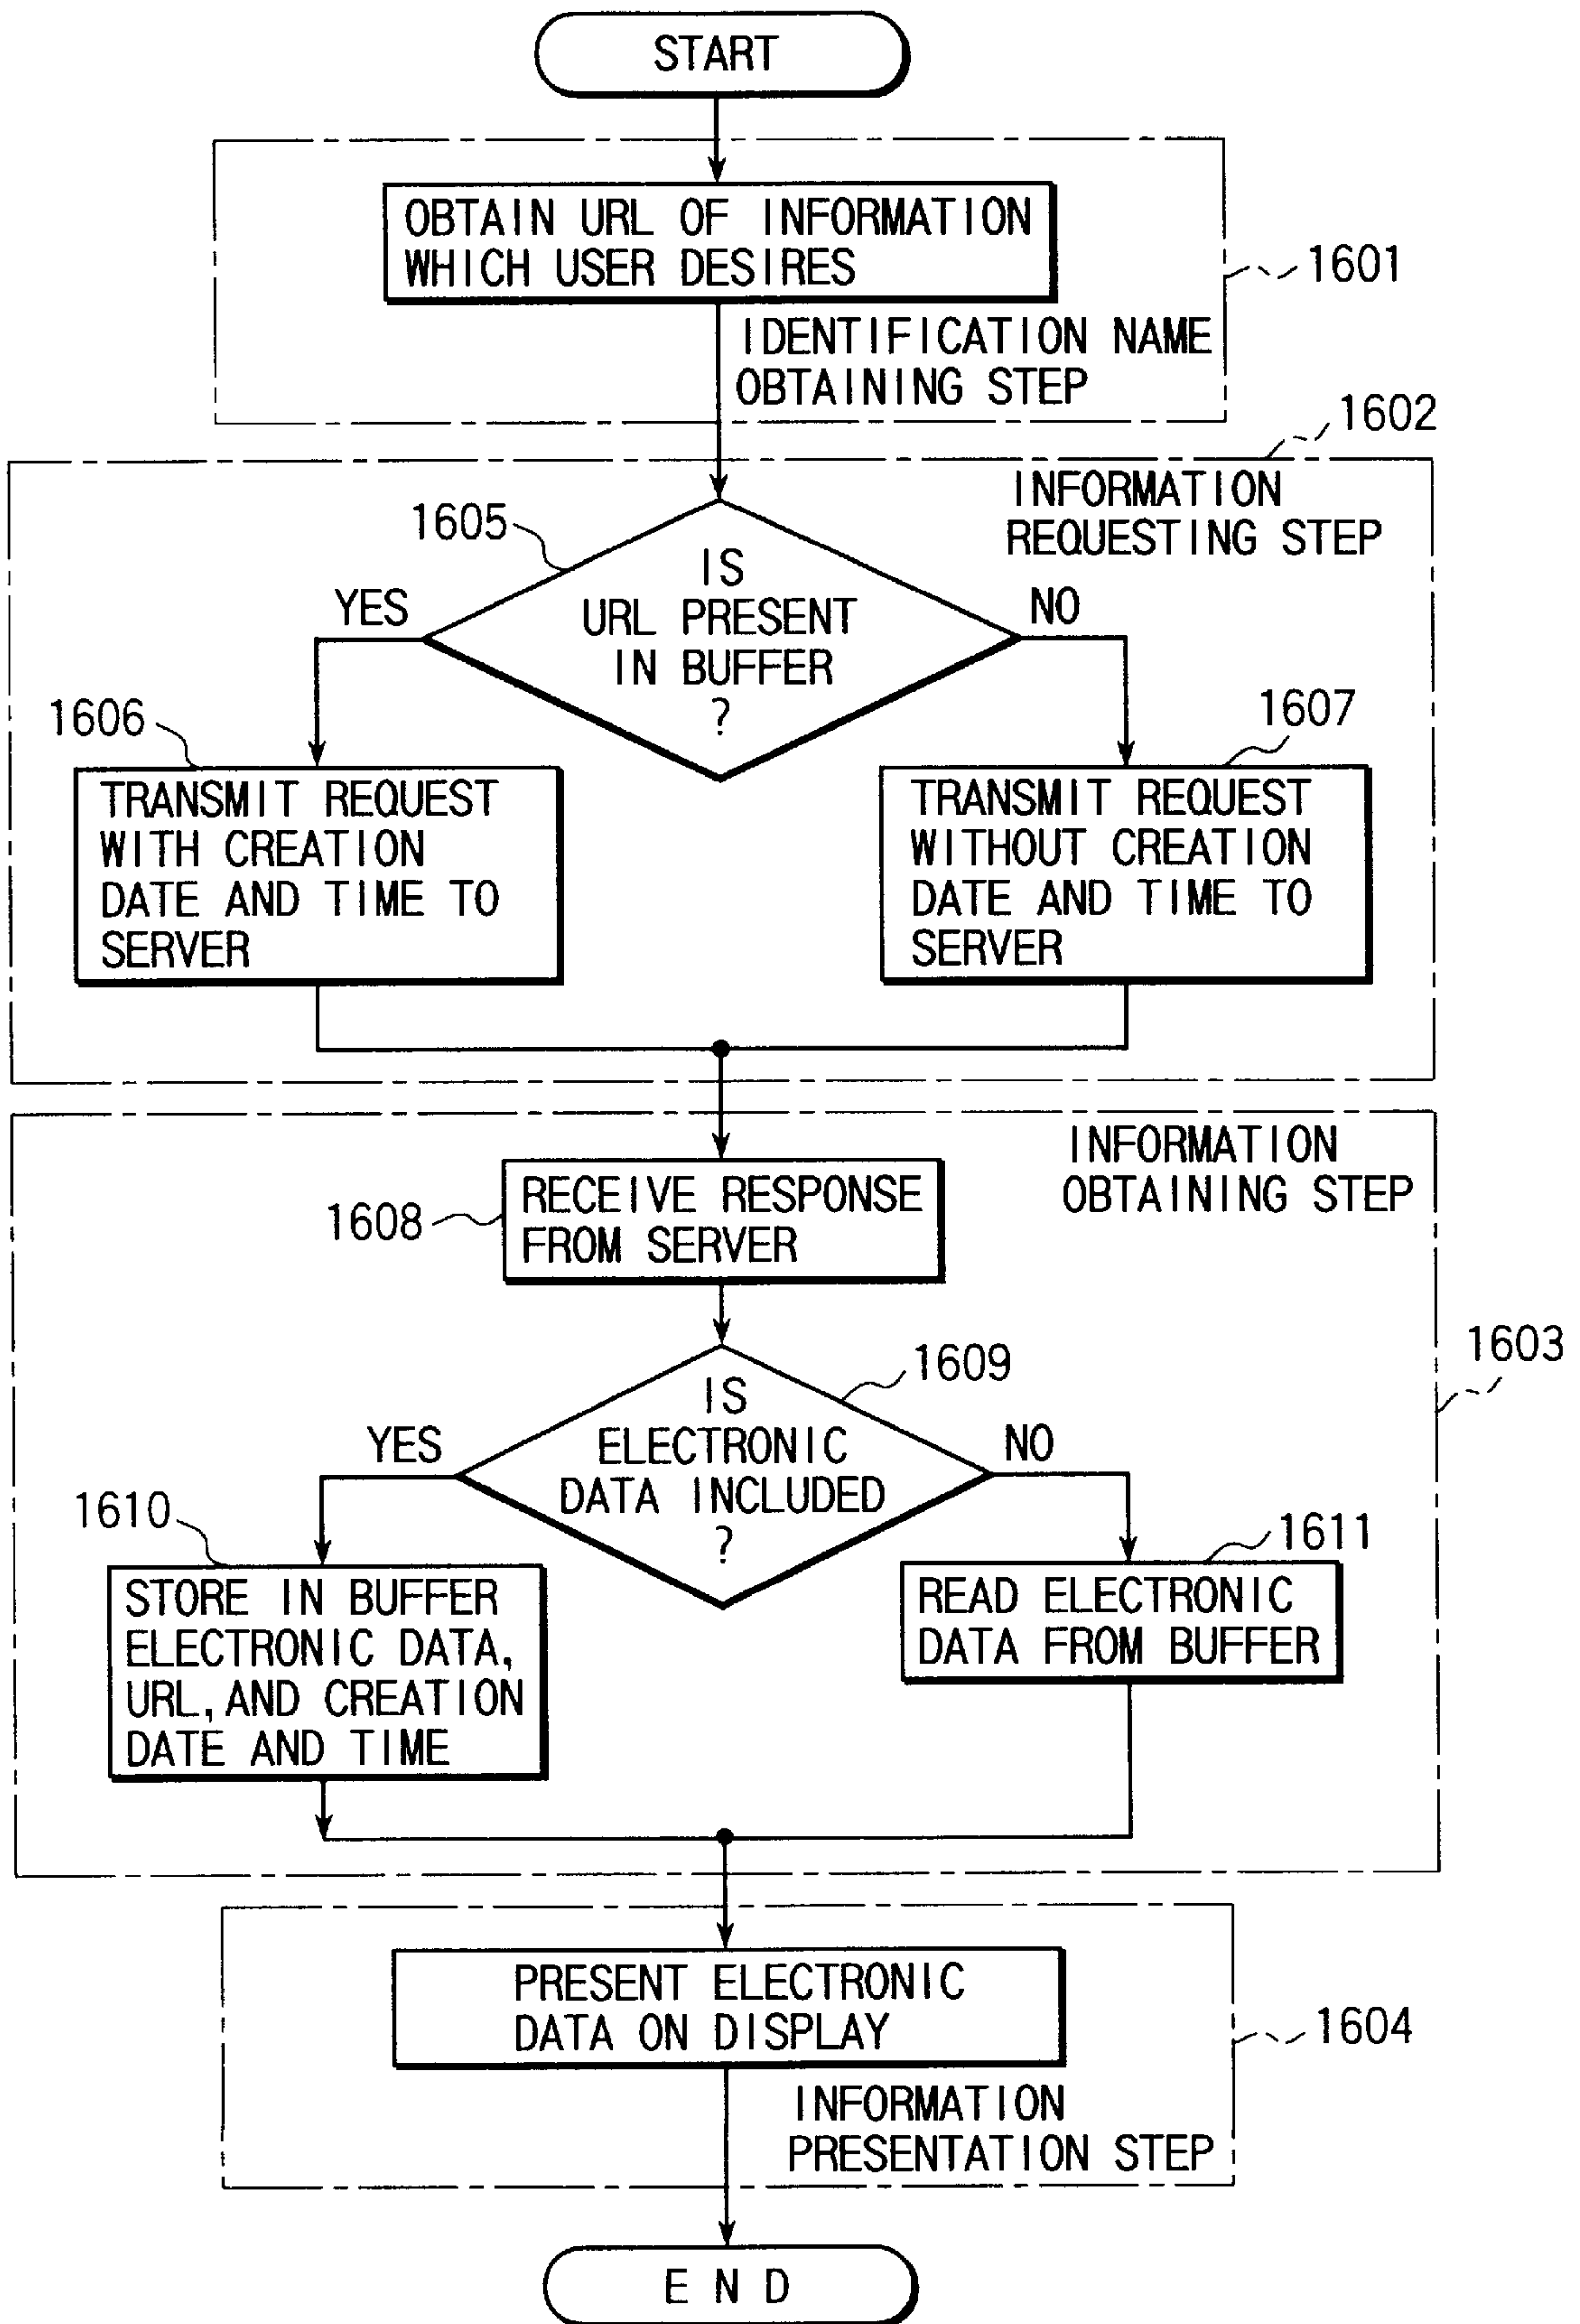 START
OBTAIN URL OF INFORMATION
WHICH USER DESIRES
1601
IDENTIFICATION NAME
OBTAINING STEP
1602
INFORMATION
REQUESTING STEP
1605
IS
URL PRESENT
IN BUFFER
?
YES
NO
1606
1607
TRANSMIT REQUEST
WITH CREATION
DATE AND TIME TO
SERVER
TRANSMIT REQUEST
WITHOUT CREATION
DATE AND TIME TO
SERVER
INFORMATION
OBTAINING STEP
1608
RECEIVE RESPONSE
FROM SERVER
1603
1609
IS
ELECTRONIC
DATA INCLUDED
?
YES
NO
1610
1611
STORE IN BUFFER
ELECTRONIC DATA,
URL, AND CREATION
DATE AND TIME
READ ELECTRONIC
DATA FROM BUFFER
PRESENT ELECTRONIC
DATA ON DISPLAY
1604
INFORMATION
PRESENTATION STEP
END